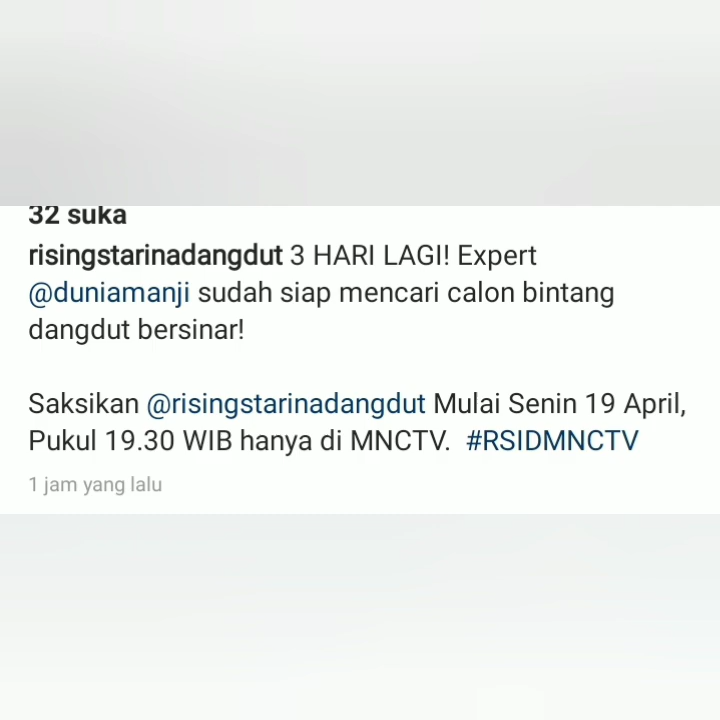 32 suka
risingstarinadangdut 3 HARI LAGI! Expert
@duniamanji sudah siap mencari calon bintang
dangdut bersinar!
Saksikan @risingstarinadangdut Mulai Senin 19 April,
Pukul 19.30 WIB hanya di MNCTV. #RSIDMNCTV
1 jam yang lalu